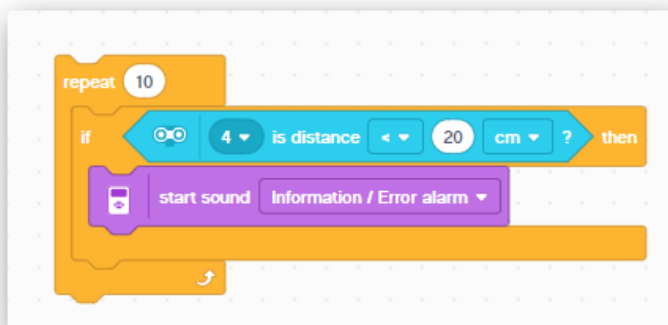 repeat 10
if 4 is distance < 20 cm ? then
start sound Information / Error alarm